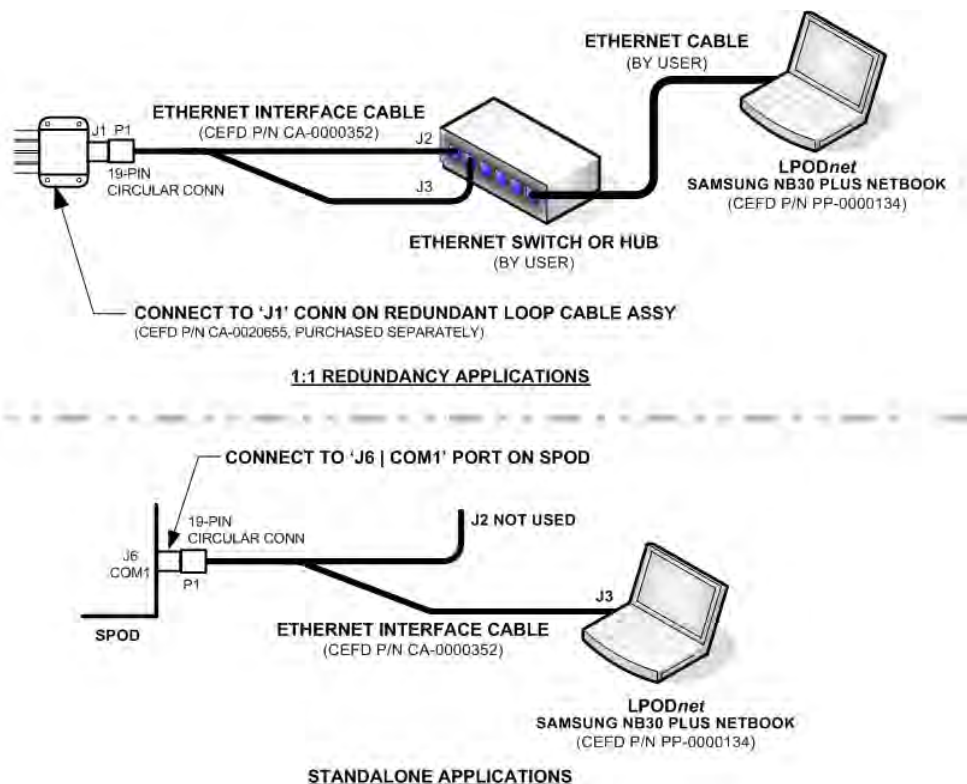 ETHERNET CABLE
(BY USER)
ETHERNET INTERFACE CABLE
(CEFD P/N CA-0000352)
J1 P1
J2
19-PIN
CIRCULAR CONN
J3
LPODnet
SAMSUNG NB30 PLUS NETBOOK
(CEFD P/N PP-0000134)
ETHERNET SWITCH OR HUB
(BY USER)
CONNECT TO ‘J1’ CONN ON REDUNDANT LOOP CABLE ASSY
(CEFD P/N CA-0020655, PURCHASED SEPARATELY)
1:1 REDUNDANCY APPLICATIONS
CONNECT TO ‘J6 | COM1’ PORT ON SPOD
19-PIN
CIRCULAR CONN
J2 NOT USED
J6
COM1
P1
J3
SPOD
ETHERNET INTERFACE CABLE
(CEFD P/N CA-0000352)
LPODnet
SAMSUNG NB30 PLUS NETBOOK
(CEFD P/N PP-0000134)
STANDALONE APPLICATIONS